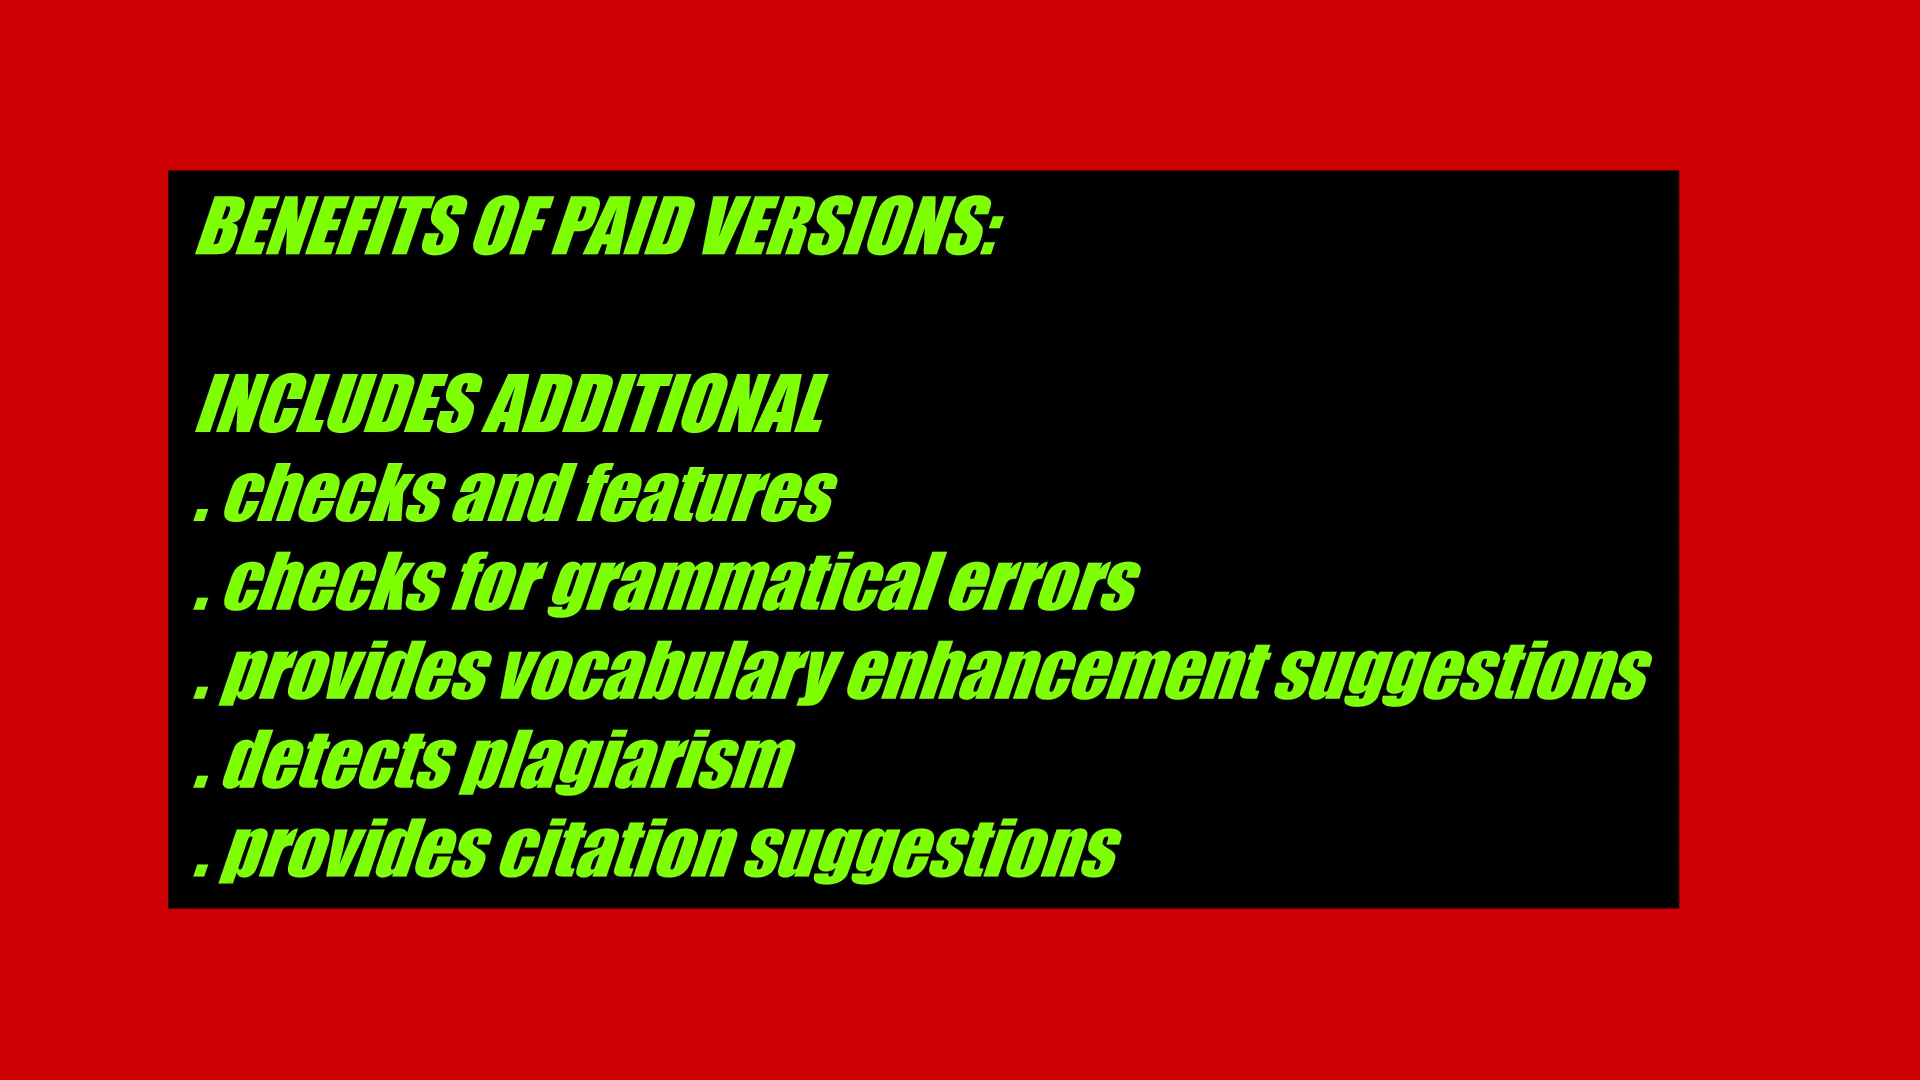 BENEFITS OF PAID VERSIONS:
INCLUDES ADDITIONAL
. checks and features
. checks for grammatical errors
. provides vocabulary enhancement suggestions
. detects plagiarism
. provides citation suggestions